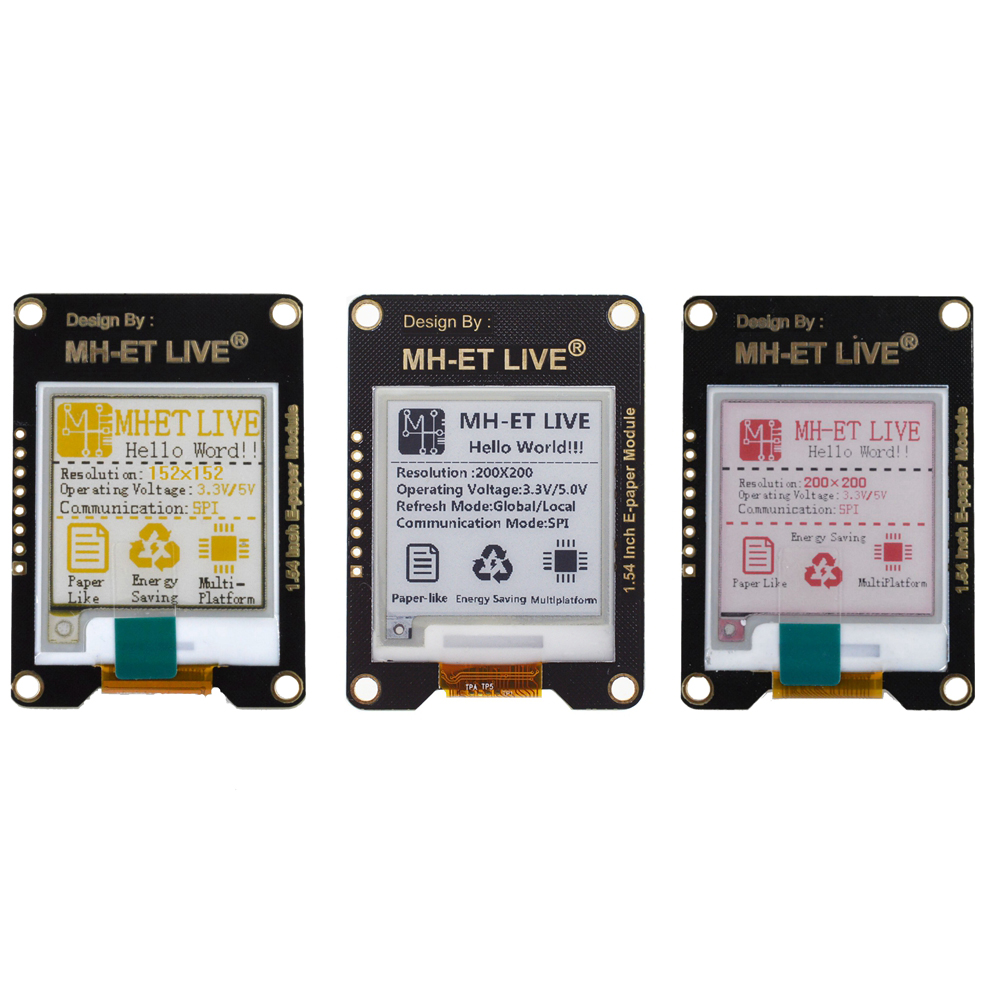 Design By :
MH-ET LIVE®
MH-ET LIVE
Hello Word!!
Resolution: 152×152
Operating Voltage: 3.3V/5V
Communication: SPI
Paper Like
Energy Saving
Multi-Platform
1.54 Inch E-paper Module
Design By :
MH-ET LIVE®
MH-ET LIVE
Hello World!!!
Resolution :200X200
Operating Voltage:3.3V/5.0V
Refresh Mode:Global/Local
Communication Mode:SPI
Paper-like Energy Saving Multiplatform
1.54 Inch E-paper Module
TPA TP5
Design By :
MH-ET LIVE®
MH-ET LIVE
Hello Word!!
Resolution: 200×200
Operating Voltage: 3.3V/5V
Communication: SPI
Energy Saving
Paper Like
MultiPlatform
1.54 Inch E-paper Module